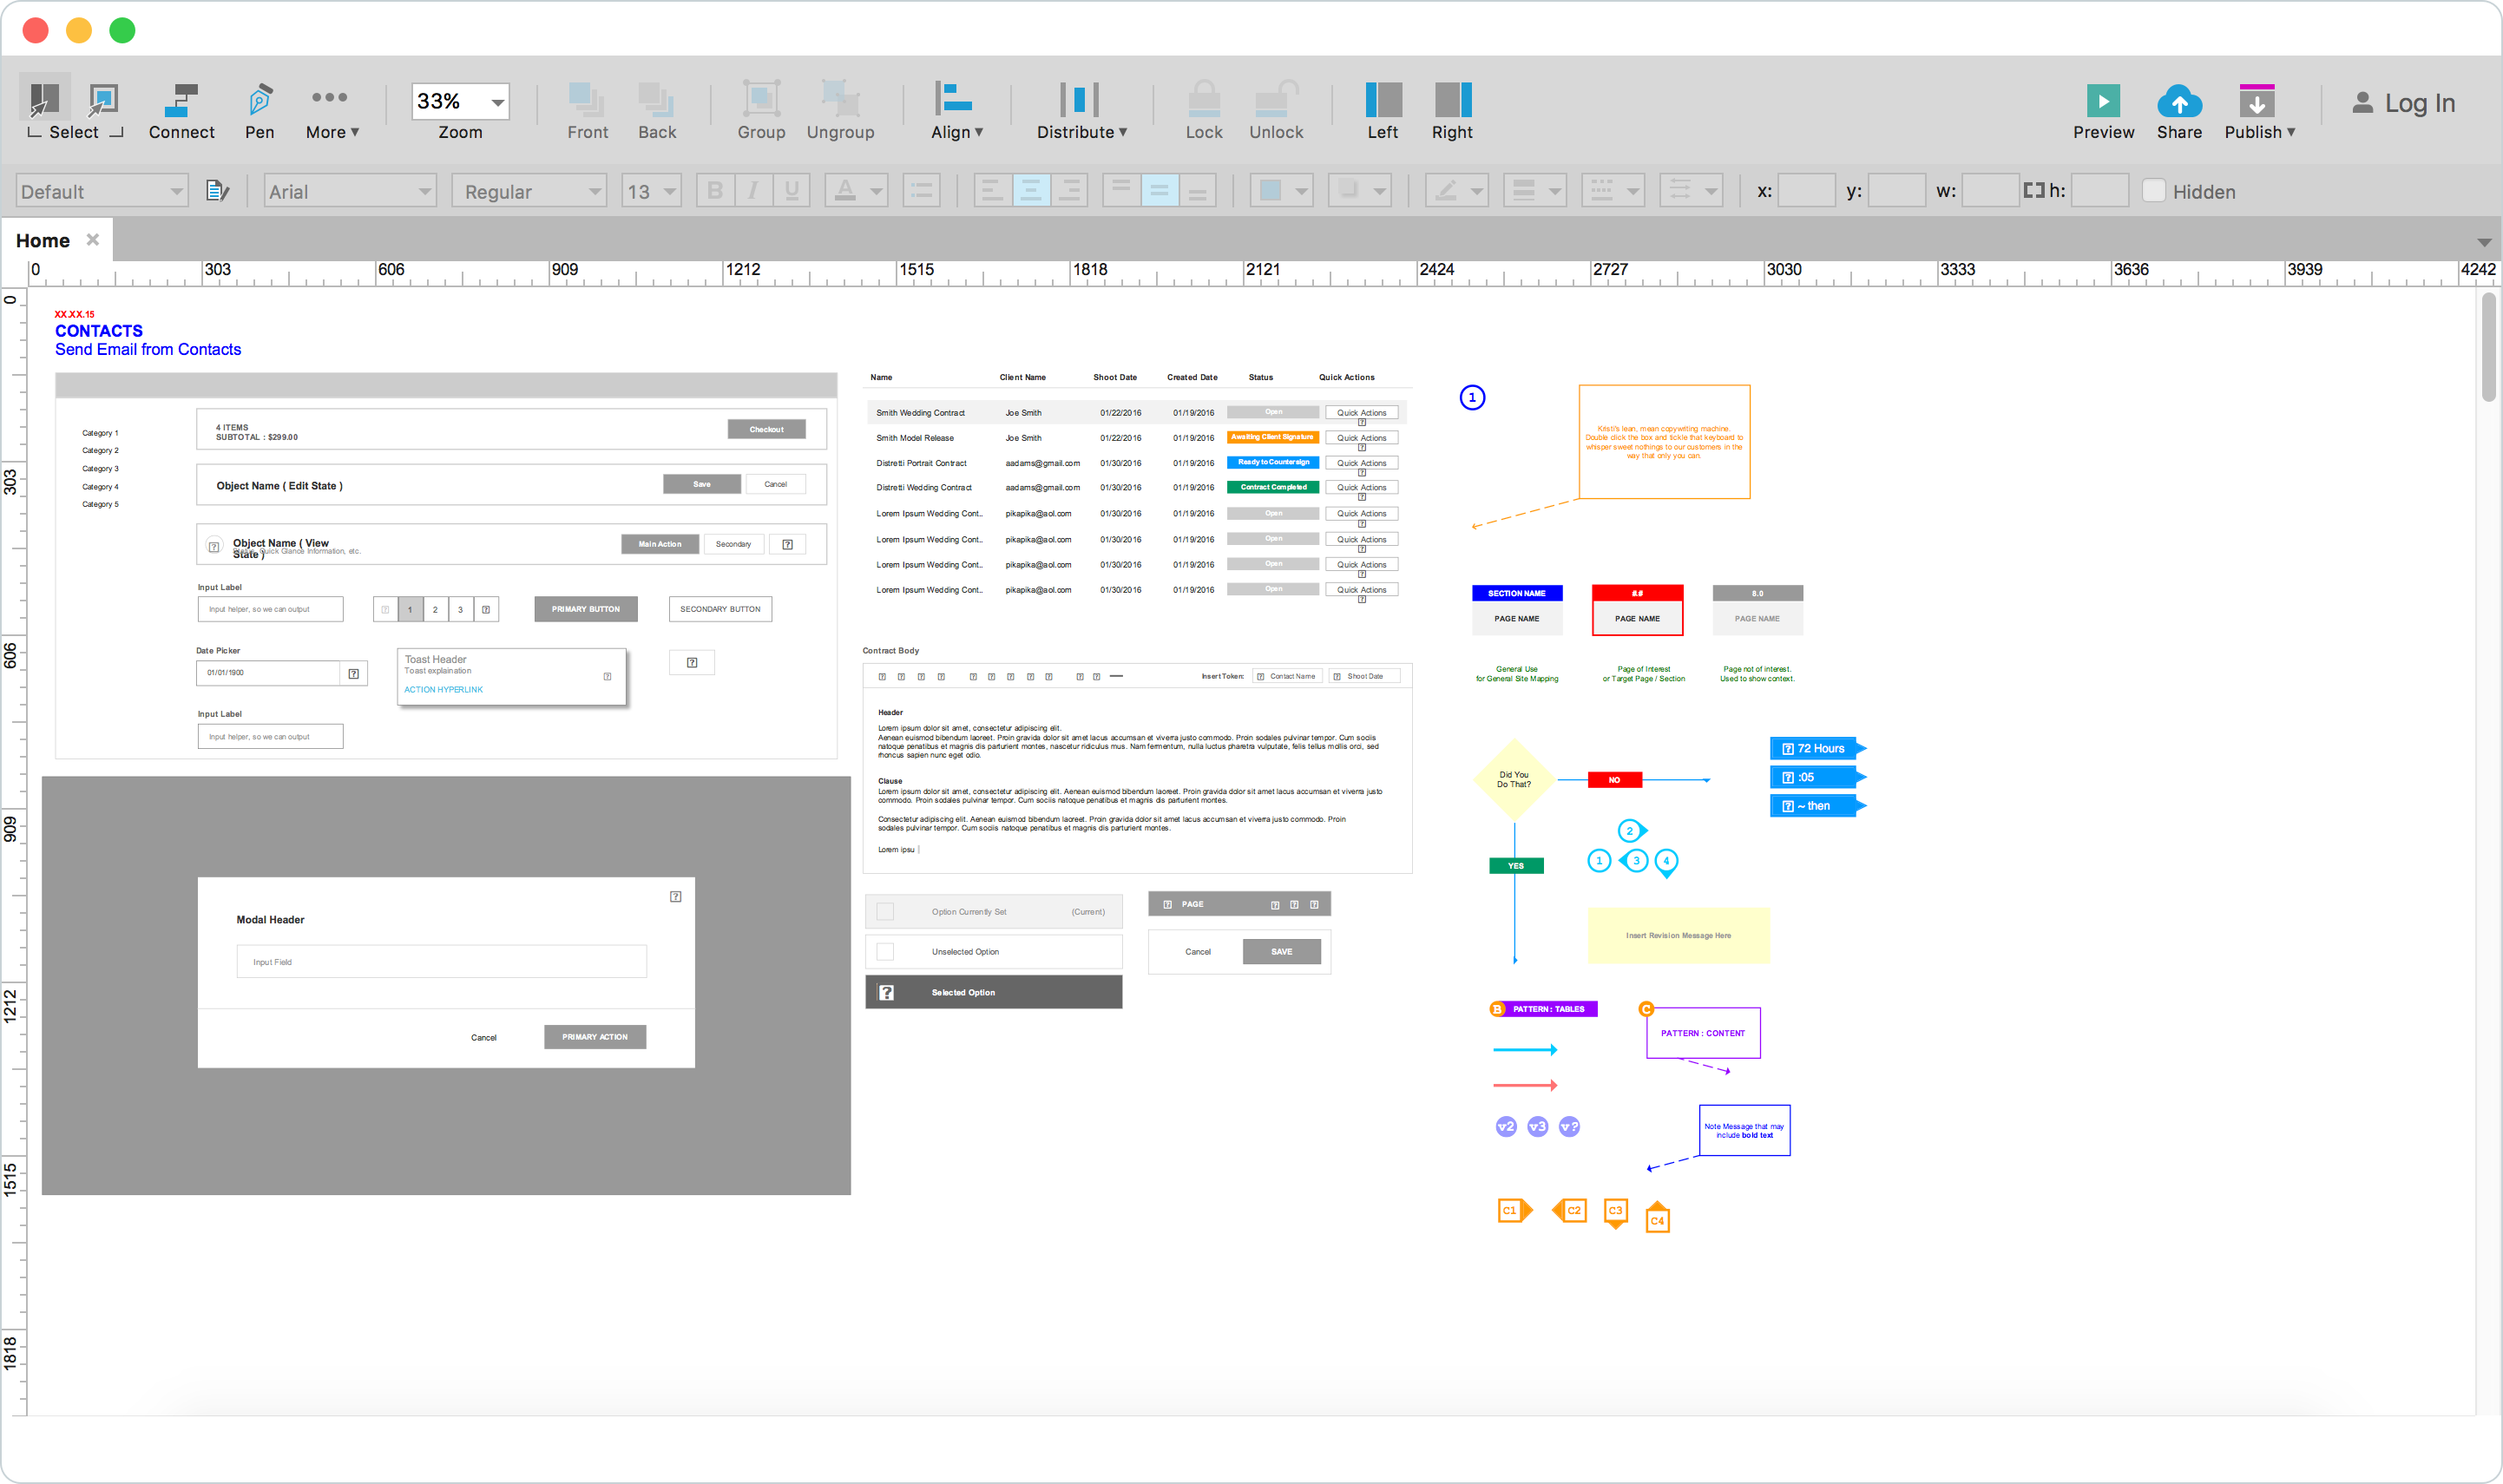 Select
Connect
Pen
More ▾
33%
Zoom
Front
Back
Group
Ungroup
Align ▾
Distribute ▾
Lock
Unlock
Left
Right
Preview
Share
Publish ▾
Log In
Default
Arial
Regular
13
B I U A
x: y: w: h:
Hidden
Home
0 303 606 909 1212 1515 1818 2121 2424 2727 3030 3333 3636 3939 4242
0
303
606
909
1212
1515
1818
XX.XX.15
CONTACTS
Send Email from Contacts
Category 1
Category 2
Category 3
Category 4
Category 5
4 ITEMS
SUBTOTAL : $299.00
Checkout
Object Name ( Edit State )
Save
Cancel
Object Name ( View
State )
Quick Glance Information, etc.
Main Action
Secondary
Input Label
Input helper, so we can output
1 2 3
PRIMARY BUTTON
SECONDARY BUTTON
Date Picker
01/01/1900
Toast Header
Toast explaination
ACTION HYPERLINK
Input Label
Input helper, so we can output
Modal Header
Input Field
Cancel
PRIMARY ACTION
Name Client Name Shoot Date Created Date Status Quick Actions
Smith Wedding Contract Joe Smith 01/22/2016 01/19/2016 Open Quick Actions
Smith Model Release Joe Smith 01/22/2016 01/19/2016 Awaiting Client Signature Quick Actions
Distretti Portrait Contract aadams@gmail.com 01/30/2016 01/19/2016 Ready to Countersign Quick Actions
Distretti Wedding Contract aadams@gmail.com 01/30/2016 01/19/2016 Contract Completed Quick Actions
Lorem Ipsum Wedding Cont.. pikapika@aol.com 01/30/2016 01/19/2016 Open Quick Actions
Lorem Ipsum Wedding Cont.. pikapika@aol.com 01/30/2016 01/19/2016 Open Quick Actions
Lorem Ipsum Wedding Cont.. pikapika@aol.com 01/30/2016 01/19/2016 Open Quick Actions
Lorem Ipsum Wedding Cont.. pikapika@aol.com 01/30/2016 01/19/2016 Open Quick Actions
Contract Body
Insert Token: Contact Name Shoot Date
Header
Lorem ipsum dolor sit amet, consectetur adipiscing elit.
Aenean euismod bibendum laoreet. Proin gravida dolor sit amet lacus accumsan et viverra justo commodo. Proin sodales pulvinar tempor. Cum sociis
natoque penatibus et magnis dis parturient montes, nascetur ridiculus mus. Nam fermentum, nulla luctus pharetra vulputate, felis tellus mollis orci, sed
rhoncus sapien nunc eget odio.
Clause
Lorem ipsum dolor sit amet, consectetur adipiscing elit. Aenean euismod bibendum laoreet. Proin gravida dolor sit amet lacus accumsan et viverra justo
commodo. Proin sodales pulvinar tempor. Cum sociis natoque penatibus et magnis dis parturient montes.
Consectetur adipiscing elit. Aenean euismod bibendum laoreet. Proin gravida dolor sit amet lacus accumsan et viverra justo commodo. Proin
sodales pulvinar tempor. Cum sociis natoque penatibus et magnis dis parturient montes.
Lorem ipsu
Option Currently Set (Current)
Unselected Option
Selected Option
PAGE
Cancel
SAVE
1
Kristi's lean, mean copywriting machine.
Double click the box and tickle that keyboard to
whisper sweet nothings to our customers in the
way that only you can.
SECTION NAME
PAGE NAME
#.#
PAGE NAME
8.0
PAGE NAME
General Use
for General Site Mapping
Page of Interest
or Target Page / Section
Page not of interest.
Used to show context.
Did You
Do That?
NO
YES
72 Hours
:05
~ then
2
1 3 4
Insert Revision Message Here
B PATTERN : TABLES
C
PATTERN : CONTENT
v2 v3 v?
Note Message that may
include bold text
C1 C2 C3 C4